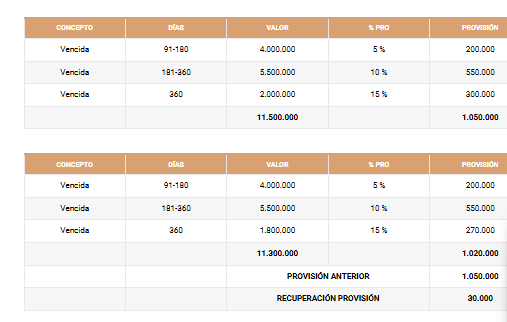 CONCEPTO DÍAS VALOR % PRO PROVISIÓN
Vencida 91-180 4.000.000 5 % 200.000
Vencida 181-360 5.500.000 10 % 550.000
Vencida 360 2.000.000 15 % 300.000
11.500.000 1.050.000
CONCEPTO DÍAS VALOR % PRO PROVISIÓN
Vencida 91-180 4.000.000 5 % 200.000
Vencida 181-360 5.500.000 10 % 550.000
Vencida 360 1.800.000 15 % 270.000
11.300.000 1.020.000
PROVISIÓN ANTERIOR 1.050.000
RECUPERACIÓN PROVISIÓN 30.000